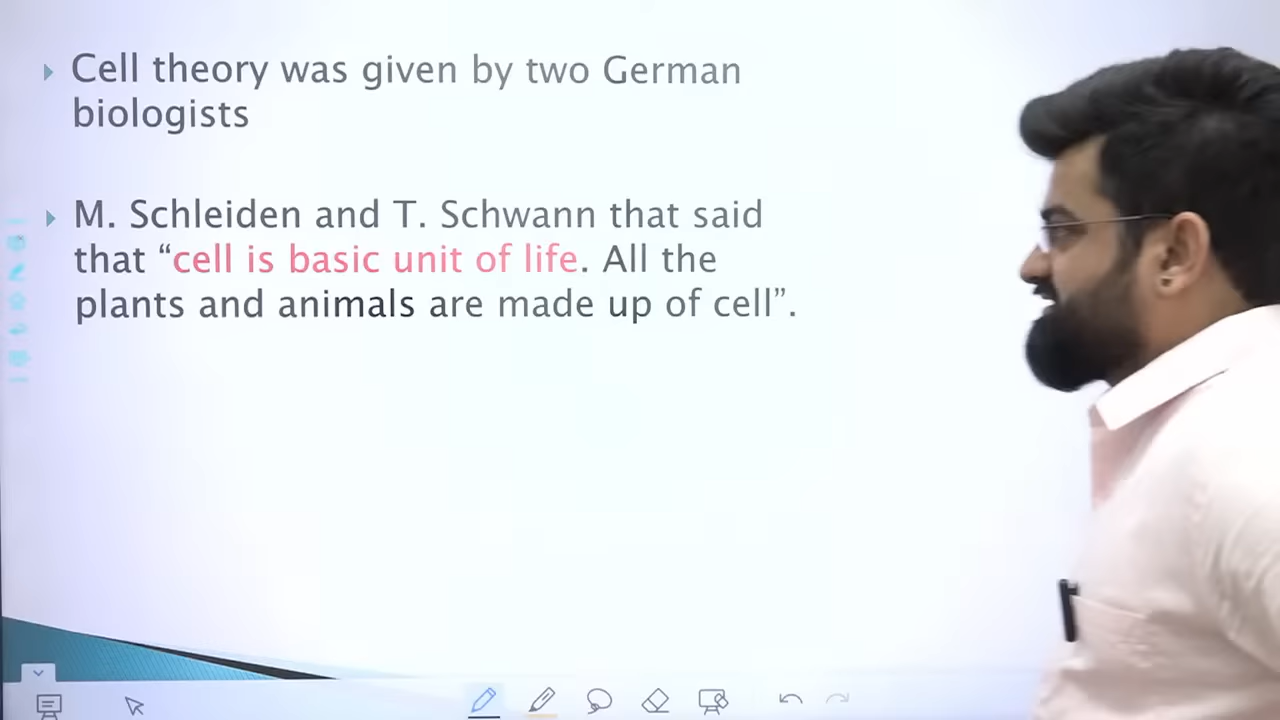 Cell theory was given by two German
biologists
M. Schleiden and T. Schwann that said
that “cell is basic unit of life. All the
plants and animals are made up of cell”.